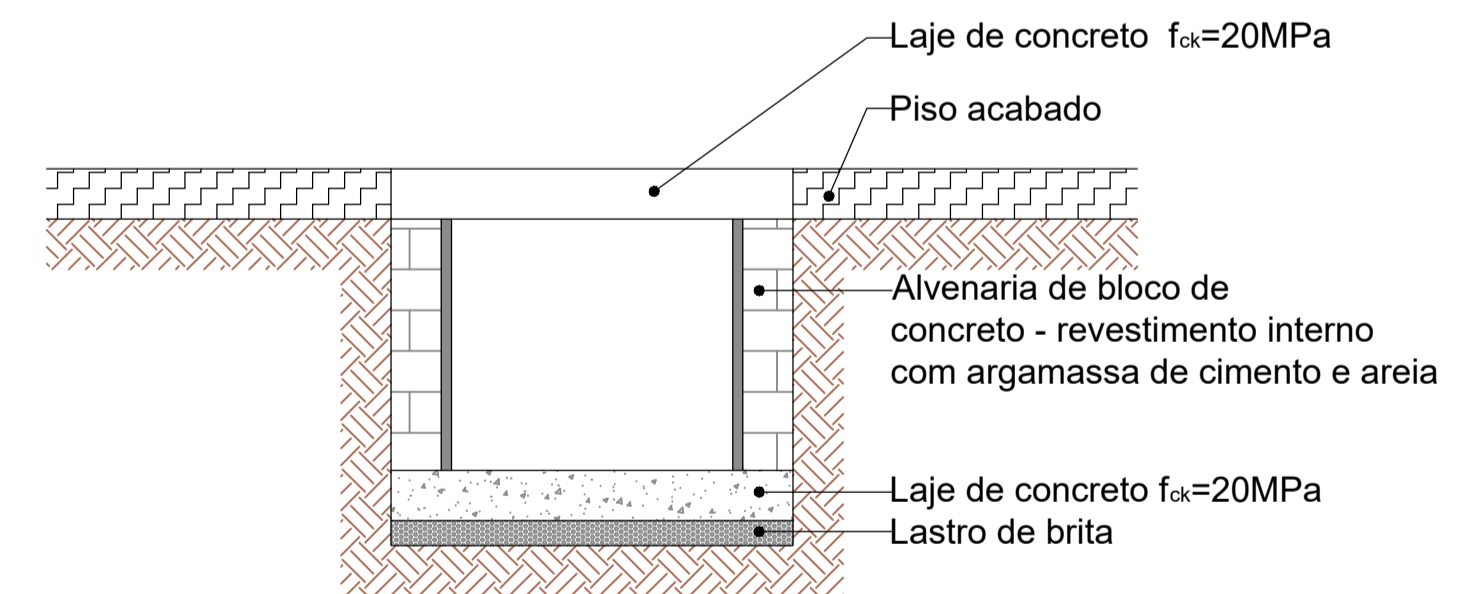 Laje de concreto fck=20MPa
Piso acabado
Alvenaria de bloco de
concreto - revestimento interno
com argamassa de cimento e areia
Laje de concreto fck=20MPa
Lastro de brita